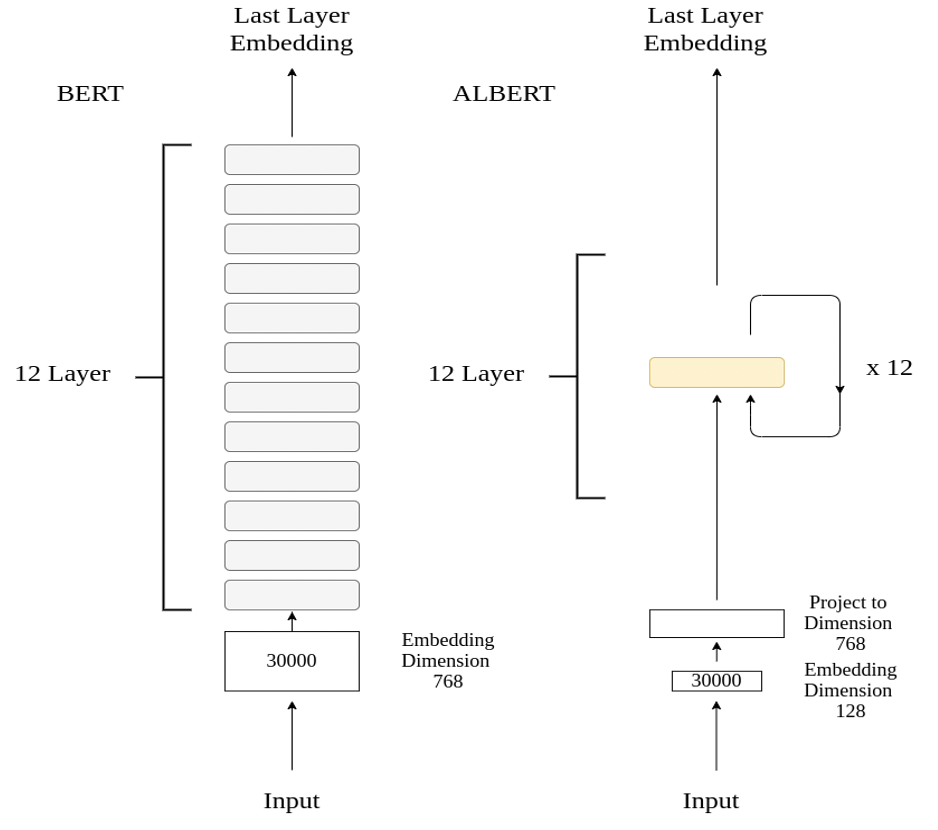 Last Layer
Embedding
BERT
12 Layer
30000
Embedding
Dimension
768
Input
Last Layer
Embedding
ALBERT
12 Layer
x 12
Project to
Dimension
768
30000
Embedding
Dimension
128
Input